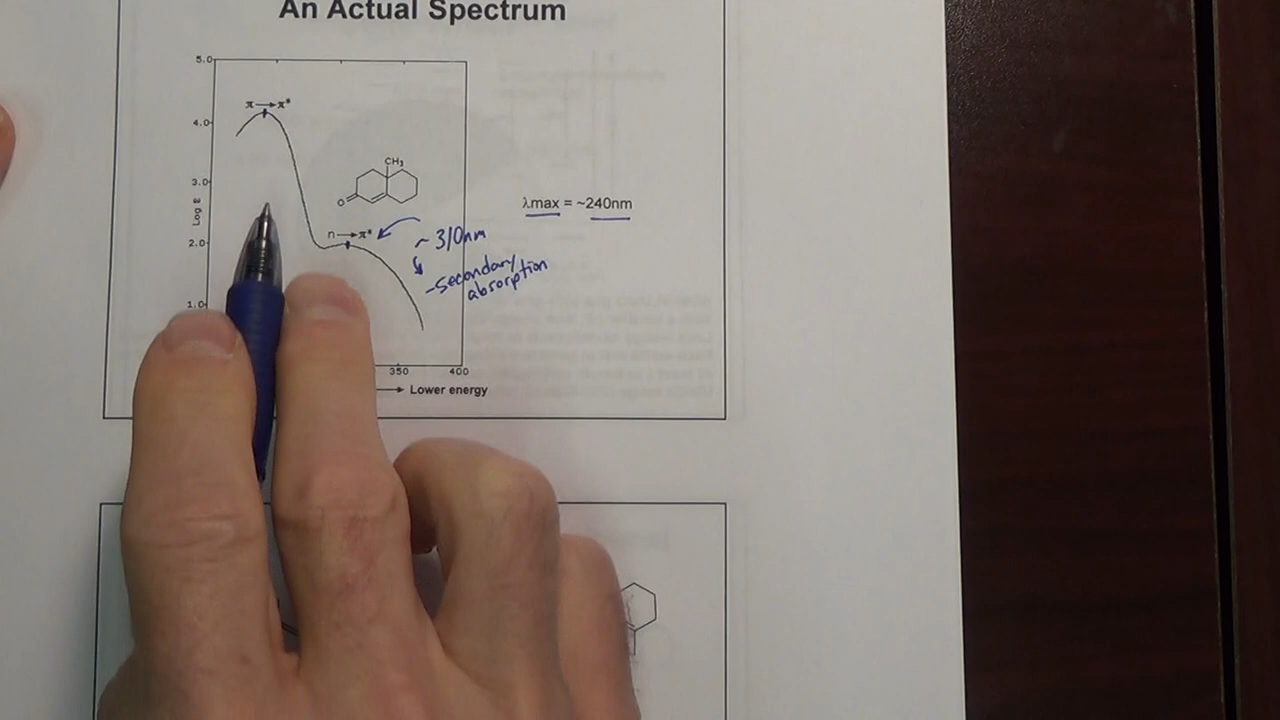 An Actual Spectrum
5.0
π → π*
4.0
CH₃
3.0
O
λmax = ~240nm
Log ε
n → π*
~ 310nm
2.0
-secondary
absorption
1.0
350 400
→ Lower energy